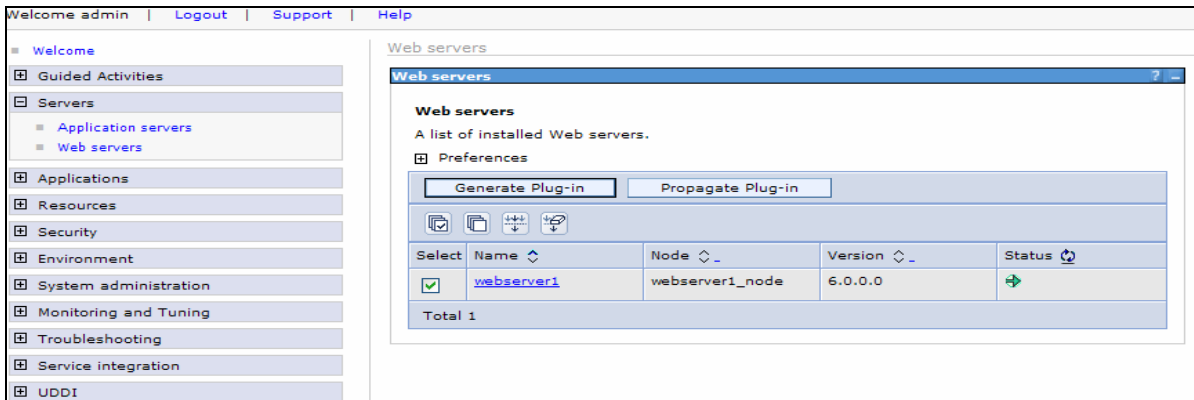 Welcome admin | Logout | Support | Help
Welcome
Guided Activities
Servers
Application servers
Web servers
Applications
Resources
Security
Environment
System administration
Monitoring and Tuning
Troubleshooting
Service integration
UDDI
Web servers
Web servers ? _
Web servers
A list of installed Web servers.
Preferences
Generate Plug-in Propagate Plug-in
Select Name Node Version Status
webserver1 webserver1_node 6.0.0.0
Total 1